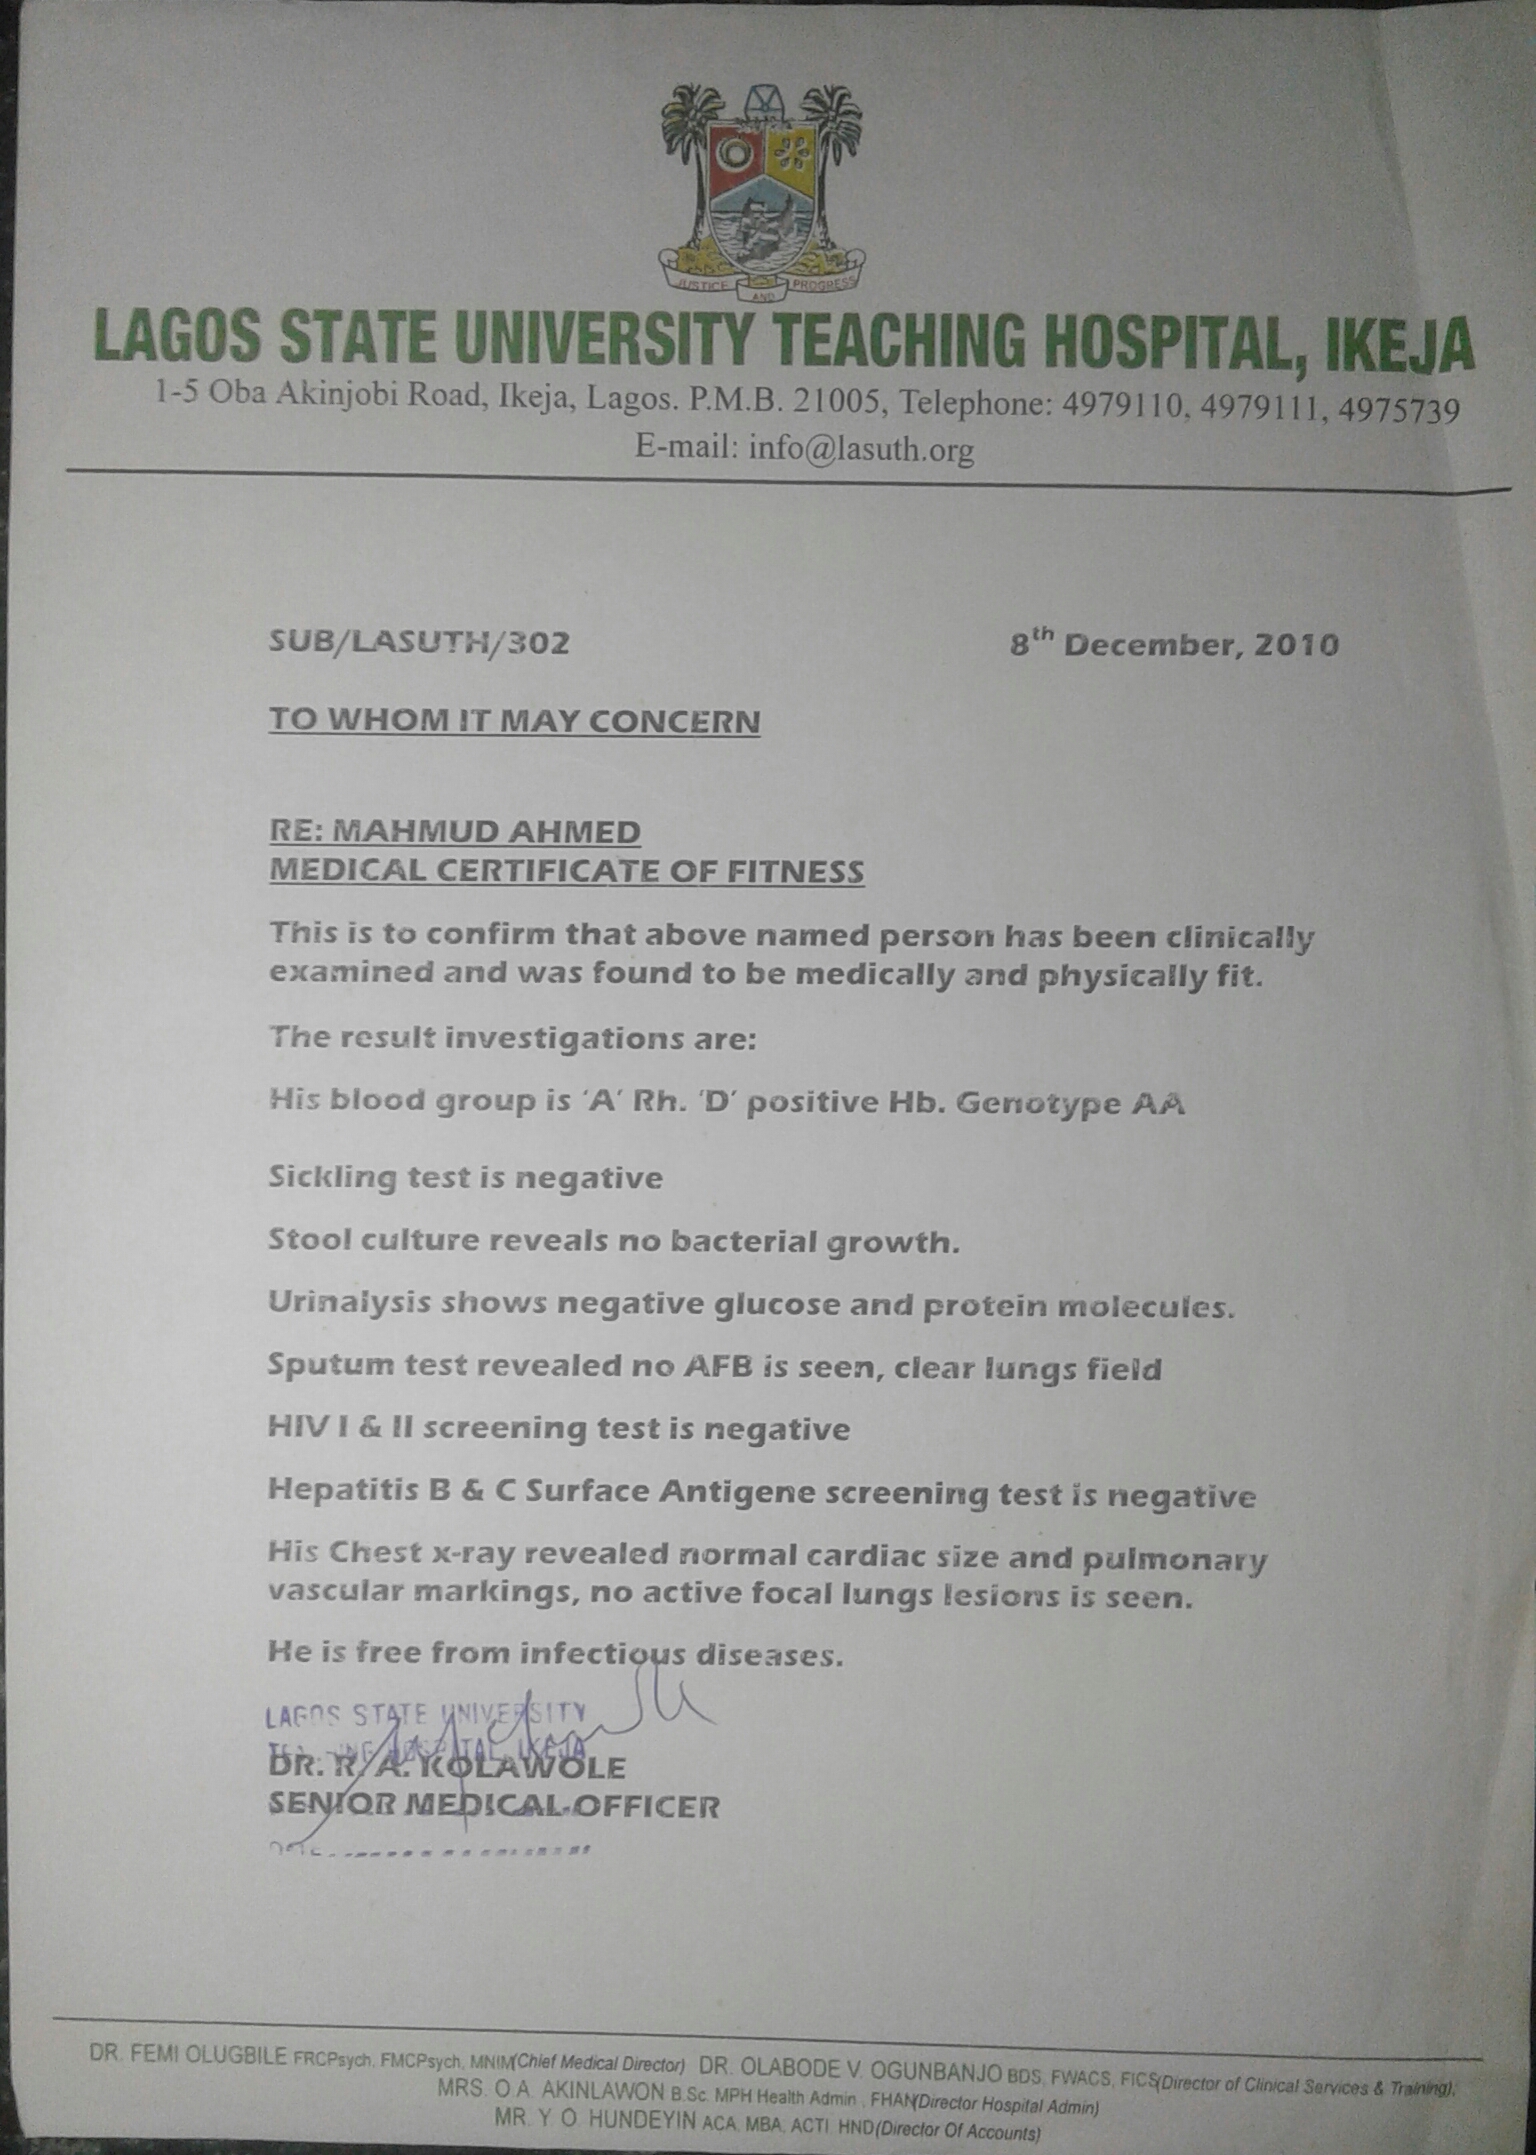 JUSTICE AND PROGRESS
LAGOS STATE UNIVERSITY TEACHING HOSPITAL, IKEJA
1-5 Oba Akinjobi Road, Ikeja, Lagos. P.M.B. 21005, Telephone: 4979110, 4979111, 4975739
E-mail: info@lasuth.org
SUB/LASUTH/302 8th December, 2010
TO WHOM IT MAY CONCERN
RE: MAHMUD AHMED
MEDICAL CERTIFICATE OF FITNESS
This is to confirm that above named person has been clinically
examined and was found to be medically and physically fit.
The result investigations are:
His blood group is ‘A’ Rh. ‘D’ positive Hb. Genotype AA
Sickling test is negative
Stool culture reveals no bacterial growth.
Urinalysis shows negative glucose and protein molecules.
Sputum test revealed no AFB is seen, clear lungs field
HIV I & II screening test is negative
Hepatitis B & C Surface Antigene screening test is negative
His Chest x-ray revealed normal cardiac size and pulmonary
vascular markings, no active focal lungs lesions is seen.
He is free from infectious diseases.
LAGOS STATE UNIVERSITY
HOSPITAL, IKEJA
DR. R. A. KOLAWOLE
SENIOR MEDICAL OFFICER
DR. FEMI OLUGBILE FRCPsych, FMCPsych, MNIM(Chief Medical Director) DR. OLABODE V. OGUNBANJO BDS, FWACS, FICS(Director of Clinical Services & Training),
MRS. O.A. AKINLAWON B.Sc. MPH Health Admin., FHAN(Director Hospital Admin)
MR. Y. O. HUNDEYIN ACA, MBA, ACTI, HND(Director Of Accounts)